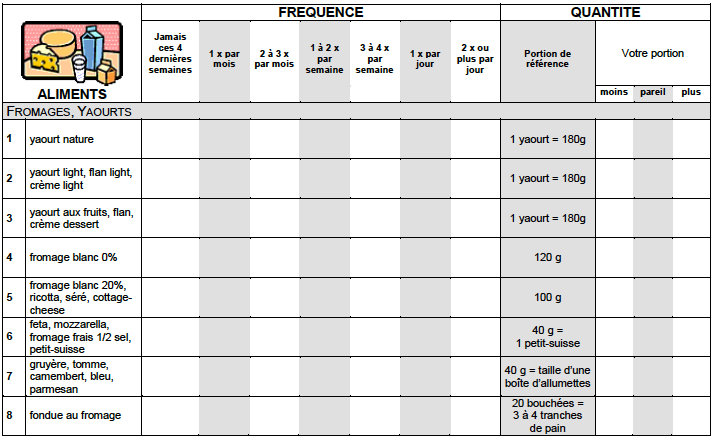 FREQUENCE QUANTITE
ALIMENTS
Jamais
ces 4
dernières
semaines
1 x par
mois
2 à 3 x
par mois
1 à 2 x
par
semaine
3 à 4 x
par
semaine
1 x par
jour
2 x ou
plus par
jour
Portion de
référence
Votre portion
moins pareil plus
FROMAGES, YAOURTS
1 yaourt nature 1 yaourt = 180g
2 yaourt light, flan light,
crème light
1 yaourt = 180g
3 yaourt aux fruits, flan,
crème dessert
1 yaourt = 180g
4 fromage blanc 0% 120 g
5 fromage blanc 20%,
ricotta, séré, cottage-
cheese
100 g
6 feta, mozzarella,
fromage frais 1/2 sel,
petit-suisse
40 g =
1 petit-suisse
7 gruyère, tomme,
camembert, bleu,
parmesan
40 g = taille d'une
boîte d'allumettes
8 fondue au fromage
20 bouchées =
3 à 4 tranches
de pain